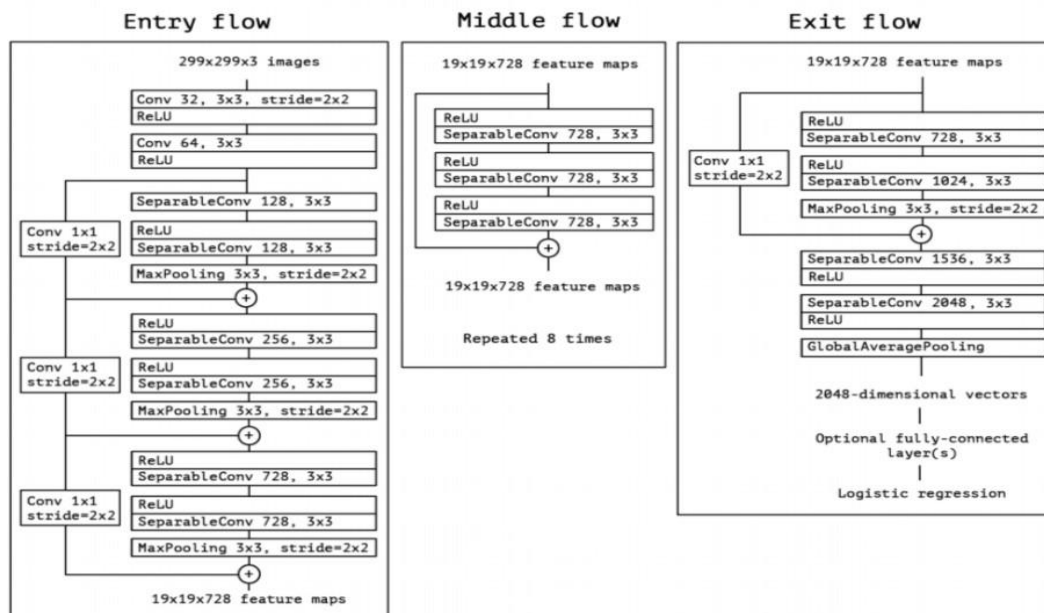 Entry flow
299x299x3 images
Conv 32, 3x3, stride=2x2
ReLU
Conv 64, 3x3
ReLU
SeparableConv 128, 3x3
Conv 1x1
stride=2x2
ReLU
SeparableConv 128, 3x3
MaxPooling 3x3, stride=2x2
+
ReLU
SeparableConv 256, 3x3
Conv 1x1
stride=2x2
ReLU
SeparableConv 256, 3x3
MaxPooling 3x3, stride=2x2
+
ReLU
SeparableConv 728, 3x3
Conv 1x1
stride=2x2
ReLU
SeparableConv 728, 3x3
MaxPooling 3x3, stride=2x2
+
19x19x728 feature maps
Middle flow
19x19x728 feature maps
ReLU
SeparableConv 728, 3x3
ReLU
SeparableConv 728, 3x3
ReLU
SeparableConv 728, 3x3
+
19x19x728 feature maps
Repeated 8 times
Exit flow
19x19x728 feature maps
ReLU
SeparableConv 728, 3x3
Conv 1x1
stride=2x2
ReLU
SeparableConv 1024, 3x3
MaxPooling 3x3, stride=2x2
+
SeparableConv 1536, 3x3
ReLU
SeparableConv 2048, 3x3
ReLU
GlobalAveragePooling
2048-dimensional vectors
Optional fully-connected
layer(s)
Logistic regression